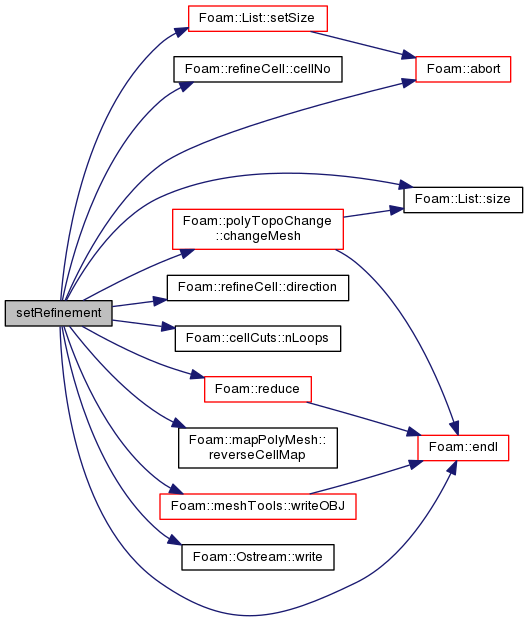 Foam::List::setSize
Foam::refineCell::cellNo
Foam::abort
Foam::List::size
Foam::polyTopoChange
::changeMesh
Foam::refineCell::direction
setRefinement
Foam::cellCuts::nLoops
Foam::reduce
Foam::mapPolyMesh::
reverseCellMap
Foam::endl
Foam::meshTools::writeOBJ
Foam::Ostream::write